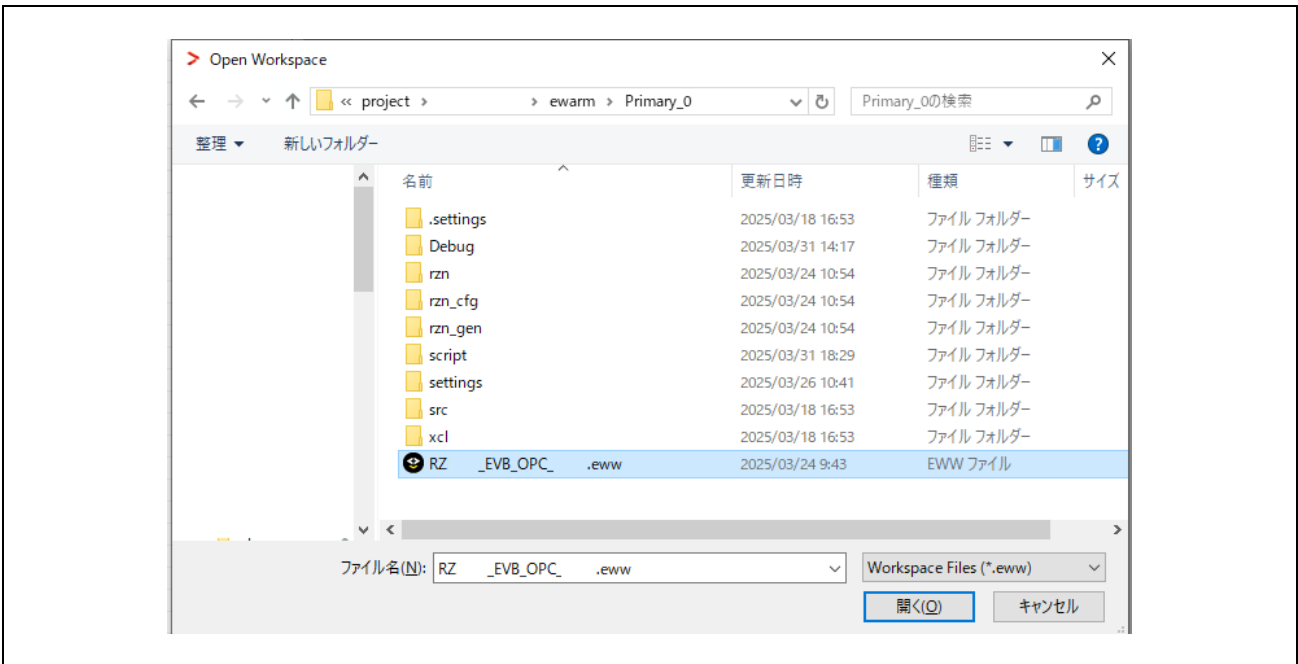 Open Workspace
« project > > ewarm > Primary_0 Primary_0の検索
整理 新しいフォルダー
名前 更新日時 種類 サイズ
.settings 2025/03/18 16:53 ファイル フォルダー
Debug 2025/03/31 14:17 ファイル フォルダー
rzn 2025/03/24 10:54 ファイル フォルダー
rzn_cfg 2025/03/24 10:54 ファイル フォルダー
rzn_gen 2025/03/24 10:54 ファイル フォルダー
script 2025/03/31 18:29 ファイル フォルダー
settings 2025/03/26 10:41 ファイル フォルダー
src 2025/03/18 16:53 ファイル フォルダー
xcl 2025/03/18 16:53 ファイル フォルダー
RZ _EVB_OPC_ .eww 2025/03/24 9:43 EWW ファイル
ファイル名(N): RZ _EVB_OPC_ .eww Workspace Files (*.eww)
開く(O) キャンセル